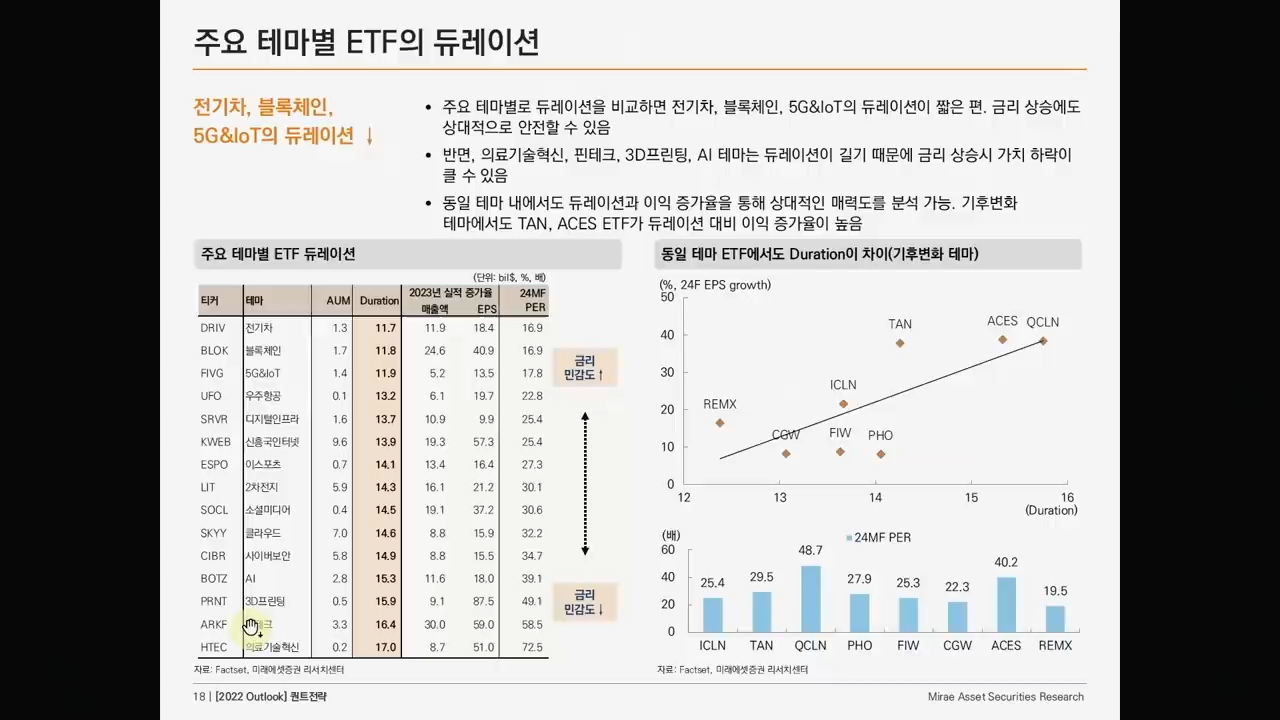 주요 테마별 ETF의 듀레이션
전기차, 블록체인,
5G&IoT의 듀레이션 ↓
• 주요 테마별로 듀레이션을 비교하면 전기차, 블록체인, 5G&IoT의 듀레이션이 짧은 편. 금리 상승에도
상대적으로 안전할 수 있음
• 반면, 의료기술혁신, 핀테크, 3D프린팅, AI 테마는 듀레이션이 길기 때문에 금리 상승시 가치 하락이
클 수 있음
• 동일 테마 내에서도 듀레이션과 이익 증가율을 통해 상대적인 매력도를 분석 가능. 기후변화
테마에서도 TAN, ACES ETF가 듀레이션 대비 이익 증가율이 높음
주요 테마별 ETF 듀레이션
(단위: bil$, %, 배)
티커 테마 AUM Duration 2023년 실적 증가율 24MF
매출액 EPS PER
DRIV 전기차 1.3 11.7 11.9 18.4 16.9
BLOK 블록체인 1.7 11.8 24.6 40.9 16.9
FIVG 5G&IoT 1.4 11.9 5.2 13.5 17.8
UFO 우주항공 0.1 13.2 6.1 19.7 22.8
SRVR 디지털인프라 1.6 13.7 10.9 9.9 25.4
KWEB 신흥국인터넷 9.6 13.9 19.3 57.3 25.4
ESPO 이스포츠 0.7 14.1 13.4 16.4 27.3
LIT 2차전지 5.9 14.3 16.1 21.2 30.1
SOCL 소셜미디어 0.4 14.5 19.1 37.2 30.6
SKYY 클라우드 7.0 14.6 8.8 15.9 32.2
CIBR 사이버보안 5.8 14.9 8.8 15.5 34.7
BOTZ AI 2.8 15.3 11.6 18.0 39.1
PRNT 3D프린팅 0.5 15.9 9.1 87.5 49.1
ARKF 3.3 16.4 30.0 59.0 58.5
HTEC 의료기술혁신 0.2 17.0 8.7 51.0 72.5
금리
민감도↑
금리
민감도↓
자료: Factset, 미래에셋증권 리서치센터
동일 테마 ETF에서도 Duration이 차이(기후변화 테마)
(%, 24F EPS growth)
50
40
30
20
10
0
TAN
ACES QCLN
ICLN
REMX
CGW FIW PHO
12 13 14 15 16
(Duration)
(배)
24MF PER
60
40
20
0
25.4 29.5 48.7 27.9 25.3 22.3 40.2 19.5
ICLN TAN QCLN PHO FIW CGW ACES REMX
자료: Factset, 미래에셋증권 리서치센터
18 | [2022 Outlook] 퀀트전략
Mirae Asset Securities Research